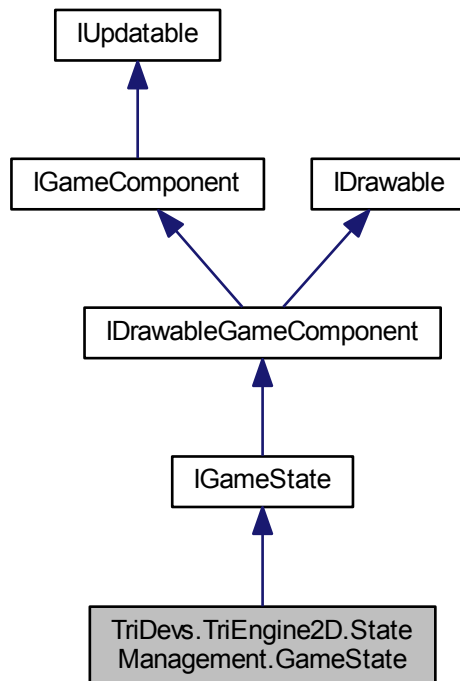 IUpdatable
IGameComponent
IDrawable
IDrawableGameComponent
IGameState
TriDevs.TriEngine2D.State
Management.GameState